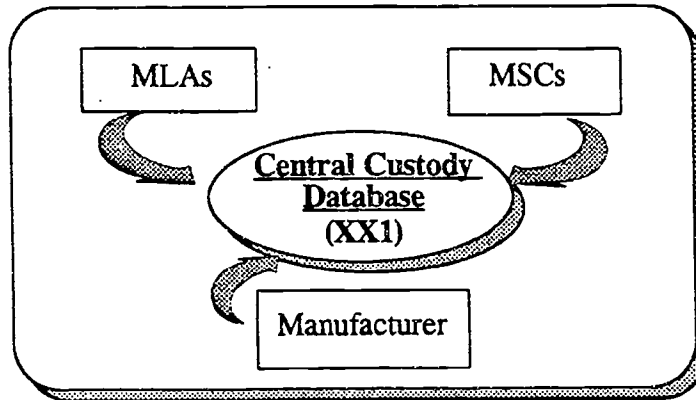 MLAs
MSCs
Central Custody
Database
(XX1)
Manufacturer